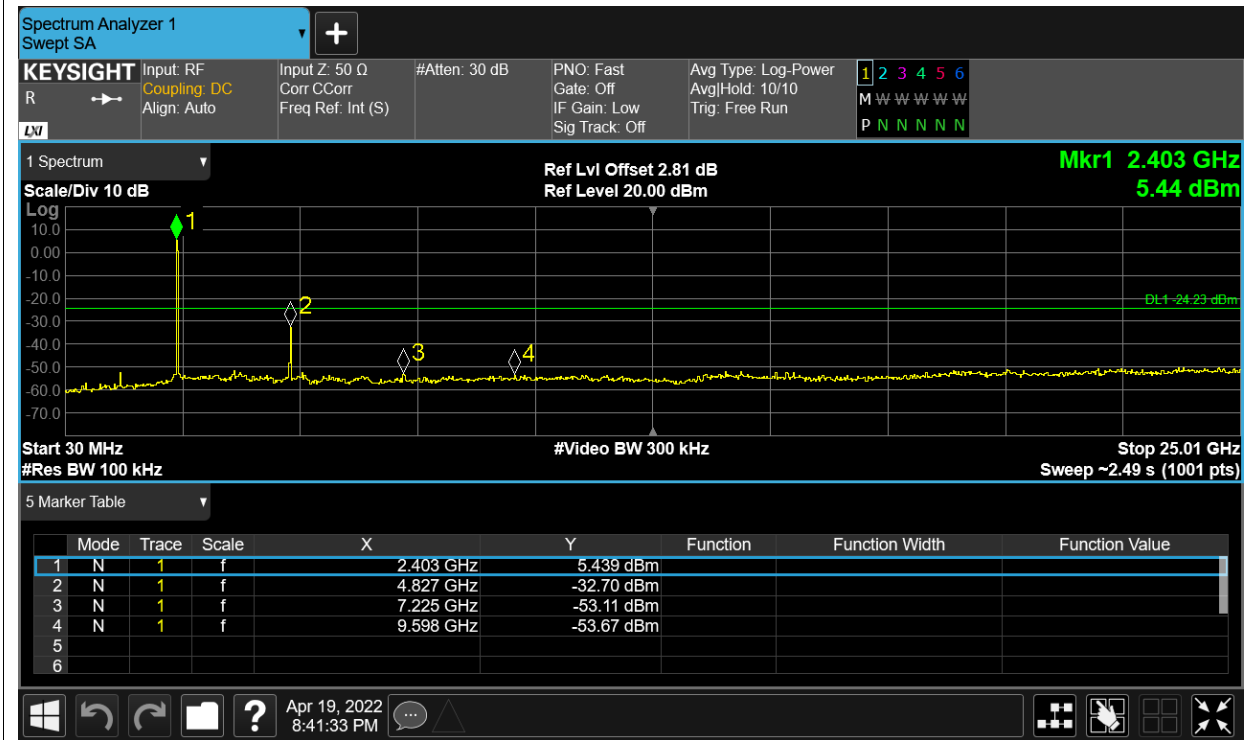 Spectrum Analyzer 1
Swept SA
KEYSIGHT Input: RF Input Z: 50 Ω #Atten: 30 dB PNO: Fast Avg Type: Log-Power 1 2 3 4 5 6
R Coupling: DC Corr CCorr Gate: Off Avg|Hold: 10/10 M W W W W W
Align: Auto Freq Ref: Int (S) IF Gain: Low Trig: Free Run
LXI Sig Track: Off P N N N N N
1 Spectrum
Ref Lvl Offset 2.81 dB Mkr1 2.403 GHz
Scale/Div 10 dB Ref Level 20.00 dBm 5.44 dBm
Log
1
10.0
0.00
-10.0
-20.0
DL1 -24.23 dBm
2
-30.0
-40.0
3 4
-50.0
-60.0
-70.0
Start 30 MHz #Video BW 300 kHz Stop 25.01 GHz
#Res BW 100 kHz Sweep ~2.49 s (1001 pts)
5 Marker Table
Mode Trace Scale X Y Function Function Width Function Value
1 N 1 f 2.403 GHz 5.439 dBm
2 N 1 f 4.827 GHz -32.70 dBm
3 N 1 f 7.225 GHz -53.11 dBm
4 N 1 f 9.598 GHz -53.67 dBm
5
6
? Apr 19, 2022
8:41:33 PM